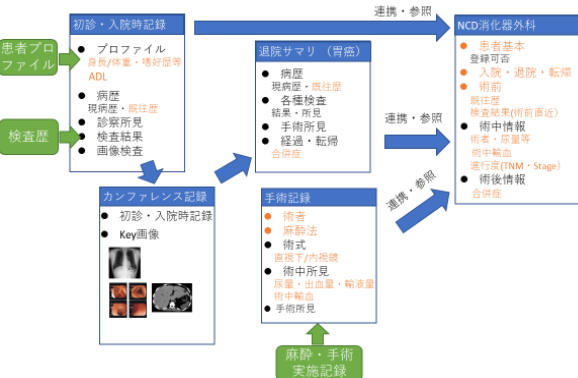 患者プロ
ファイル
検査歴
初診・入院時記録
● プロファイル
身長/体重・嗜好歴等
ADL
● 病歴
現病歴・既往歴
● 診察所見
● 検査結果
● 画像検査
連携・参照
退院サマリ （胃癌）
● 病歴
現病歴・既往歴
● 各種検査
結果・所見
● 手術所見
● 経過・転帰
合併症
連携・参照
NCD消化器外科
● 患者基本
登録可否
● 入院・退院・転帰
● 術前
既往歴
検査結果(術前直近）
● 術中情報
術者・尿量等
術中輸血
進行度(TNM・Stage）
● 術後情報
合併症
カンファレンス記録
● 初診・入院時記録
● Key画像
手術記録
● 術者
● 麻酔法
● 術式
直視下/内視鏡
● 術中所見
尿量・出血量・輸液量
術中輸血
● 手術所見
連携・参照
麻酔・手術
実施記録